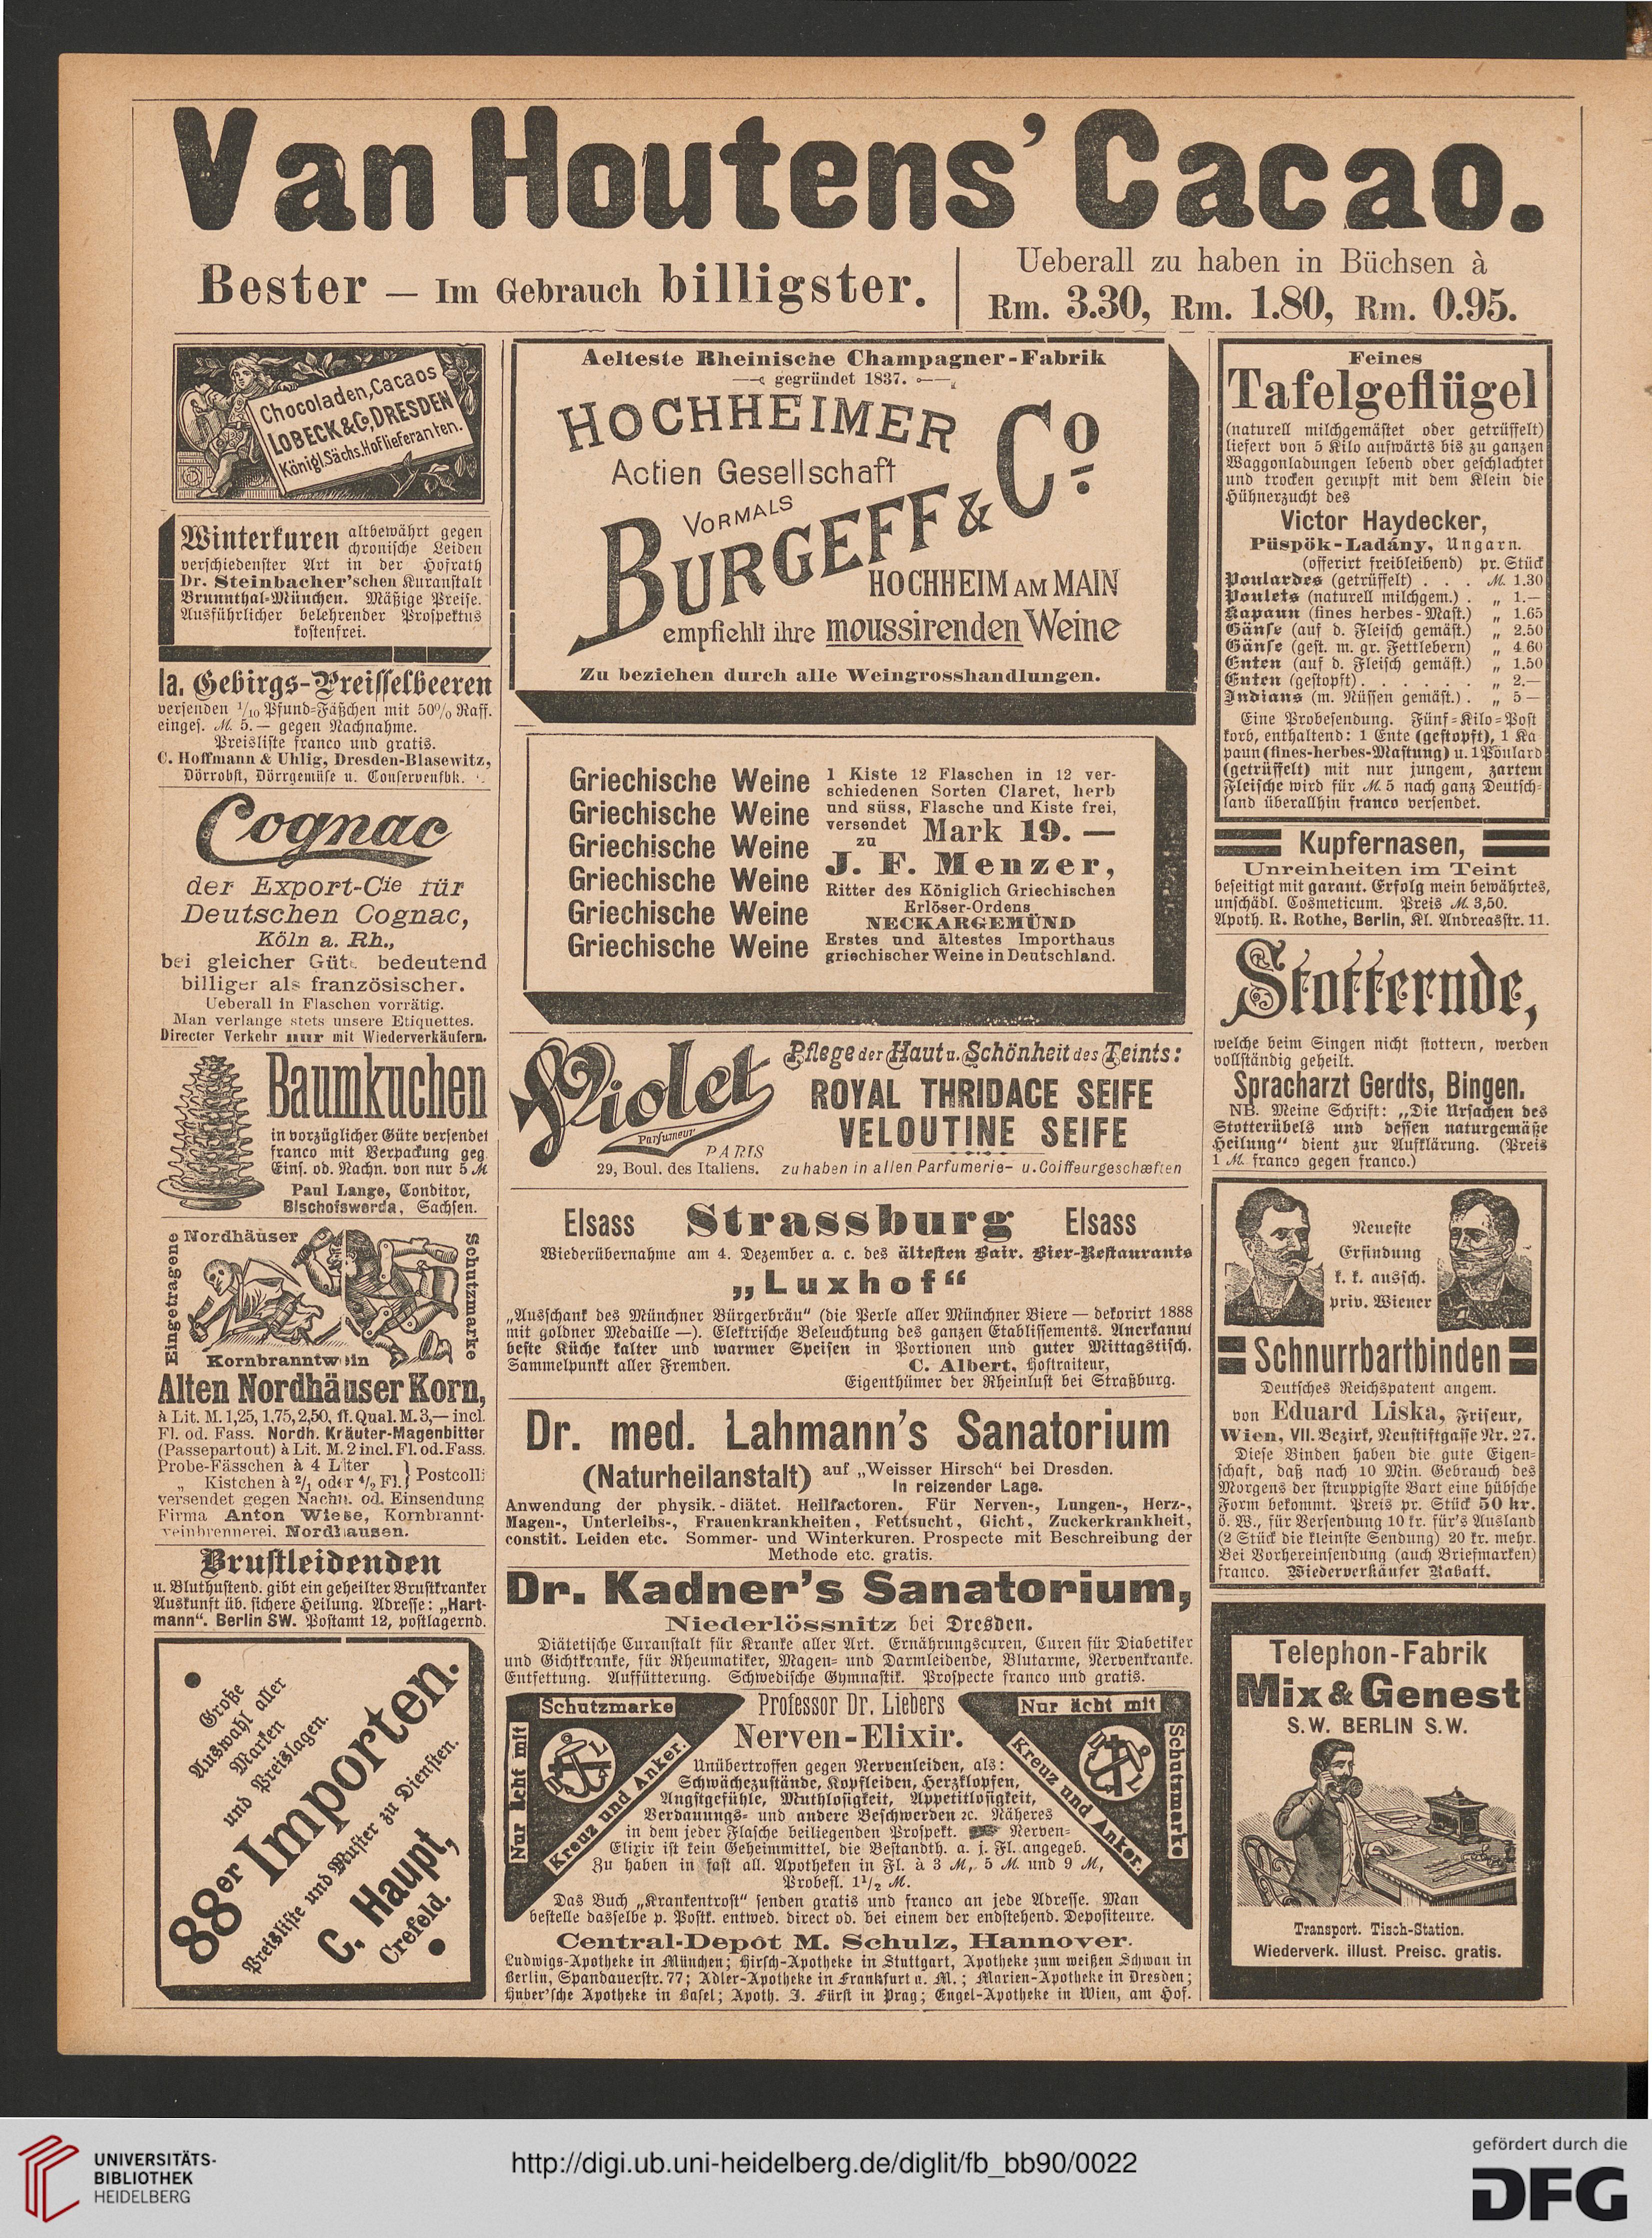 Van Houtens' Cacao.
Bester — Im Gebrauch billigster.
Ueberall zu haben in Büchsen à
Rm. 3.30, Rm. 1.80, Rm. 0.95.
Chocoladen, Cacaos
LOBECK & Co, DRESDEN
Königl. Sächs. Hoflieferanten.
Winterkuren altbewährt gegen
chronische Leiden
verschiedenster Art in der Hofrath
Dr. Steinbacher'schen Kuranstalt
Brunnthal-München. Mäßige Preise.
Ausführlicher belehrender Prospektus
kostenfrei.
Ia. Gebirgs-Preisselbeeren
versenden 1/10 Pfund-Fäßchen mit 50% Raff.
einges. M. 5.— gegen Nachnahme.
Preisliste franco und gratis.
C. Hoffmann & Uhlig, Dresden-Blasewitz,
Dörrobst, Dörrgemüse u. Conservenfbk.
Cognac
der Export-Cie für
Deutschen Cognac,
Köln a. Rh.,
bei gleicher Güte bedeutend
billiger als französischer.
Ueberall in Flaschen vorrätig.
Man verlange stets unsere Etiquettes.
Directer Verkehr nur mit Wiederverkäufern.
Baumkuchen
in vorzüglicher Güte versendet
franco mit Verpackung geg.
Eins. od. Nachn. von nur 5 M
Paul Lange, Conditor,
Bischofswerda, Sachsen.
Eingetragene
Nordhäuser
Schutzmarke
Kornbranntwein
Alten Nordhäuser Korn,
à Lit. M. 1,25, 1,75, 2,50, ff. Qual. M. 3,— incl.
Fl. od. Fass. Nordh. Kräuter-Magenbitter
(Passepartout) à Lit. M. 2 incl. Fl. od. Fass.
Probe-Fässchen à 4 Liter
„ Kistchen à 2/1 oder 4/2 Fl.} Postcolli
versendet gegen Nachn. od. Einsendung
Firma Anton Wiese, Kornbrannt-
weinbrennerei, Nordhausen.
Brustleidenden
u. Bluthustend. gibt ein geheilter Brustkranker
Auskunft üb. sichere Heilung. Adresse: „Hart-
mann". Berlin SW. Postamt 12, postlagernd.
Große
Auswahl aller
Marken
und Preislagen.
88er Importen.
Preisliste und Muster zu Diensten.
C. Haupt,
Crefeld.
Aelteste Rheinische Champagner-Fabrik
gegründet 1837.
HOCHHEIMER
Actien Gesellschaft
VORMALS
BURGEFF & Co.
HOCHHEIM AM MAIN
empfiehlt ihre moussirenden Weine
Zu beziehen durch alle Weingrosshandlungen.
Griechische Weine
Griechische Weine
Griechische Weine
Griechische Weine
Griechische Weine
Griechische Weine
1 Kiste 12 Flaschen in 12 ver-
schiedenen Sorten Claret, herb
und süss, Flasche und Kiste frei,
versendet zu Mark 19. —
J. F. Menzer,
Ritter des Königlich Griechischen
Erlöser-Ordens
NECKARGEMÜND
Erstes und ältestes Importhaus
griechischer Weine in Deutschland.
Violet
Parfumeur
PARIS
29, Boul. des Italiens.
Pflege der Haut u. Schönheit des Teints:
ROYAL THRIDACE SEIFE
VELOUTINE SEIFE
zu haben in allen Parfumerie- u. Coiffeurgeschæften
Elsass Strassburg Elsass
Wiederübernahme am 4. Dezember a. c. des ältesten Bair. Bier-Restaurants
„Luxhof"
„Ausschank des Münchner Bürgerbräu" (die Perle aller Münchner Biere — dekorirt 1888
mit goldner Medaille —). Elektrische Beleuchtung des ganzen Etablissements. Anerkannt
beste Küche kalter und warmer Speisen in Portionen und guter Mittagstisch.
Sammelpunkt aller Fremden. C. Albert, Hoftraiteur,
Eigenthümer der Rheinlust bei Straßburg.
Dr. med. Lahmann's Sanatorium
(Naturheilanstalt) auf „Weisser Hirsch" bei Dresden.
In reizender Lage.
Anwendung der physik.-diätet. Heilfactoren. Für Nerven-, Lungen-, Herz-,
Magen-, Unterleibs-, Frauenkrankheiten, Fettsucht, Gicht, Zuckerkrankheit,
constit. Leiden etc. Sommer- und Winterkuren. Prospecte mit Beschreibung der
Methode etc. gratis.
Dr. Kadner's Sanatorium,
Niederlössnitz bei Dresden.
Diätetische Curanstalt für Kranke aller Art. Ernährungscuren, Curen für Diabetiker
und Gichtkranke, für Rheumatiker, Magen- und Darmleidende, Blutarme, Nervenkranke.
Entfettung. Auffütterung. Schwedische Gymnastik. Prospecte franco und gratis.
Schutzmarke
Nur ächt mit
Kreuz und Anker.
Nur ächt mit
Schutzmarke
Kreuz und Anker.
Professor Dr. Liebers
Nerven-Elixir.
Unübertroffen gegen Nervenleiden, als:
Schwächezustände, Kopfleiden, Herzklopfen,
Angstgefühle, Muthlosigkeit, Appetitlosigkeit,
Verdauungs- und andere Beschwerden ꝛc. Näheres
in dem jeder Flasche beiliegenden Prospekt. Nerven-
Elixir ist kein Geheimmittel, die Bestandth. a. j. Fl. angegeb.
Zu haben in fast all. Apotheken in Fl. à 3 M., 5 M. und 9 M.,
Probefl. 1 1/2 M.
Das Buch „Krankentrost" senden gratis und franco an jede Adresse. Man
bestelle dasselbe p. Postk. entwed. direct od. bei einem der endstehend. Depositeure.
Central-Depôt M. Schulz, Hannover.
Ludwigs-Apotheke in München; Hirsch-Apotheke in Stuttgart, Apotheke zum weißen Schwan in
Berlin, Spandauerstr. 77; Adler-Apotheke in Frankfurt a. M.; Marien-Apotheke in Dresden;
Huber'sche Apotheke in Basel; Apoth. J. Fürst in Prag; Engel-Apotheke in Wien, am Hof.
Feines
Tafelgeflügel
(naturell milchgemästet oder getrüffelt)
liefert von 5 Kilo aufwärts bis zu ganzen
Waggonladungen lebend oder geschlachtet
und trocken gerupft mit dem Klein die
Hühnerzucht des
Victor Haydecker,
Püspök-Ladány, Ungarn.
(offerirt freibleibend) pr. Stück
Poulardes (getrüffelt) . . . M. 1.30
Poulets (naturell milchgem.) . „ 1.—
Kapaun (fines herbes-Mast.) „ 1.65
Gänse (auf d. Fleisch gemäst.) „ 2.50
Gänse (gest. m. gr. Fettlebern) „ 4.60
Enten (auf d. Fleisch gemäst.) „ 1.50
Enten (gestopft) . . . . . „ 2.—
Indians (m. Nüssen gemäst.) . „ 5 —
Eine Probesendung. Fünf-Kilo-Post
korb, enthaltend: 1 Ente (gestopft), 1 Ka
paun (fines-herbes-Mastung) u. 1 Poulard
(getrüffelt) mit nur jungem, zartem
Fleische wird für M. 5 nach ganz Deutsch-
land überallhin franco versendet.
Kupfernasen,
Unreinheiten im Teint
beseitigt mit garant. Erfolg mein bewährtes,
unschädl. Cosmeticum. Preis M. 3,50.
Apoth. R. Rothe, Berlin, Kl. Andreasstr. 11.
Stotternde,
welche beim Singen nicht stottern, werden
vollständig geheilt.
Spracharzt Gerdts, Bingen.
NB. Meine Schrift: „Die Ursachen des
Stotterübels und dessen naturgemäße
Heilung" dient zur Aufklärung. (Preis
1 M. franco gegen franco.)
Neueste
Erfindung
k. k. aussch.
priv. Wiener
Schnurrbartbinden
Deutsches Reichspatent angem.
von Eduard Liska, Friseur,
Wien, VII. Bezirk, Neustiftgasse Nr. 27.
Diese Binden haben die gute Eigen-
schaft, daß nach 10 Min. Gebrauch des
Morgens der struppigste Bart eine hübsche
Form bekommt. Preis pr. Stück 50 kr.
ö. W., für Versendung 10 kr. für's Ausland
(2 Stück die kleinste Sendung) 20 kr. mehr.
Bei Vorhereinsendung (auch Briefmarken)
franco. Wiederverkäufer Rabatt.
Telephon-Fabrik
Mix & Genest
S.W. BERLIN S.W.
Transport. Tisch-Station.
Wiederverk. illust. Preisc. gratis.
UNIVERSITÄTS-
BIBLIOTHEK
HEIDELBERG
http://digi.ub.uni-heidelberg.de/diglit/fb_bb90/0022
gefördert durch die
DFG